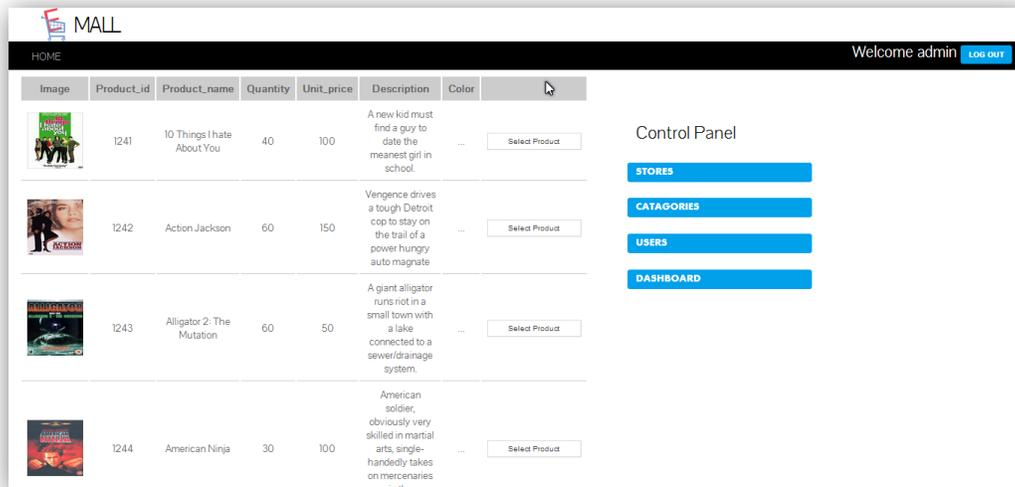 E MALL
HOME
Welcome admin LOG OUT
Image Product_id Product_name Quantity Unit_price Description Color
1241 10 Things I hate About You 40 100 A new kid must find a guy to date the meanest girl in school. ... Select Product
1242 Action Jackson 60 150 Vengence drives a tough Detroit cop to stay on the trail of a power hungry auto magnate ... Select Product
ACTION
JACKSON
1243 Alligator 2: The Mutation 60 50 A giant alligator runs riot in a small town with a lake connected to a sewer/drainage system. ... Select Product
ALLIGATOR
1244 American Ninja 30 100 American soldier, obviously very skilled in martial arts, single-handedly takes on mercenaries ... Select Product
Control Panel
STORES
CATAGORIES
USERS
DASHBOARD